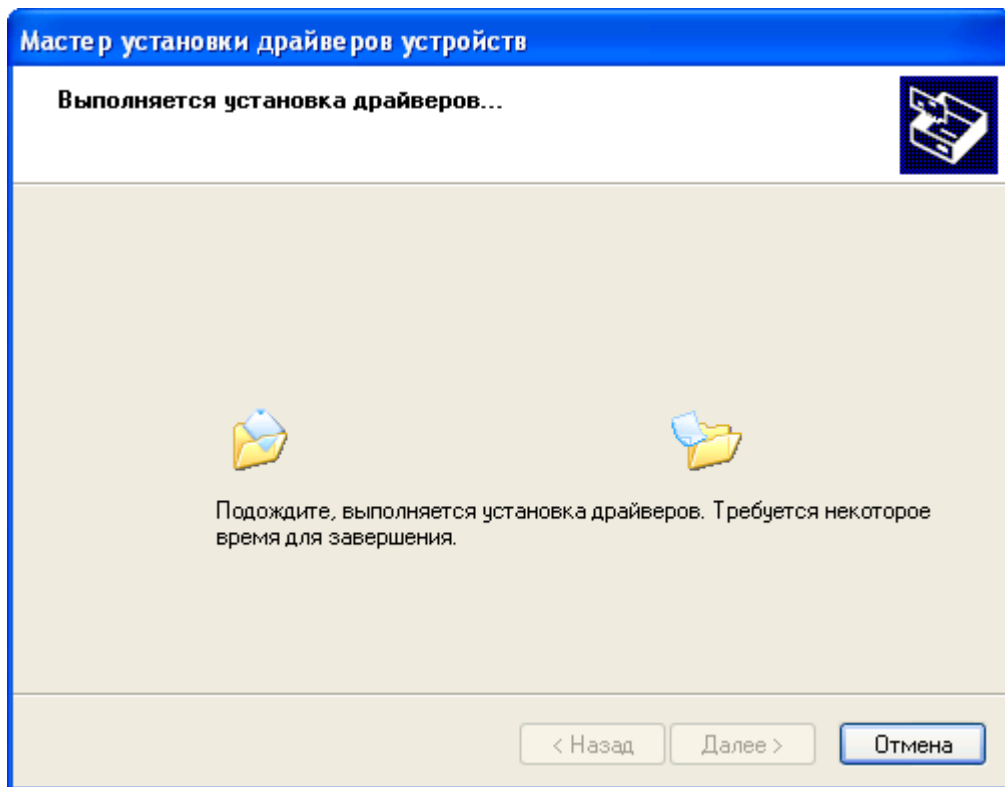 Мастер установки драйверов устройств
Выполняется установка драйверов...
Подождите, выполняется установка драйверов. Требуется некоторое
время для завершения.
< Назад
Далее >
Отмена